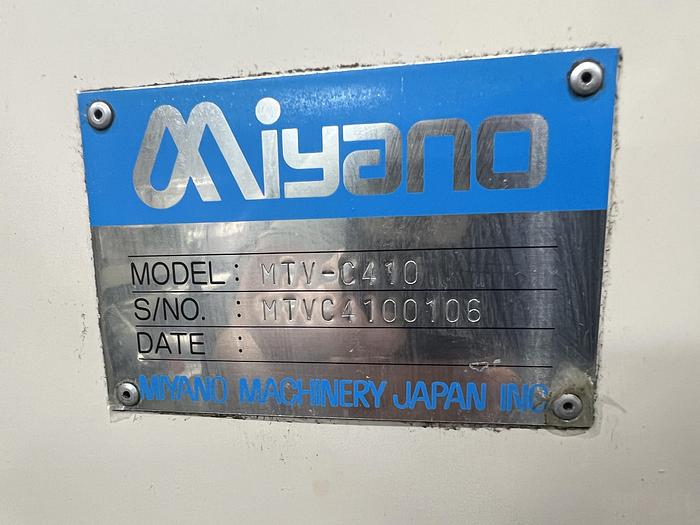 Miyano
MODEL: MTV-C410
S/NO. : MTVC4100106
DATE :
MIYANO MACHINERY JAPAN INC